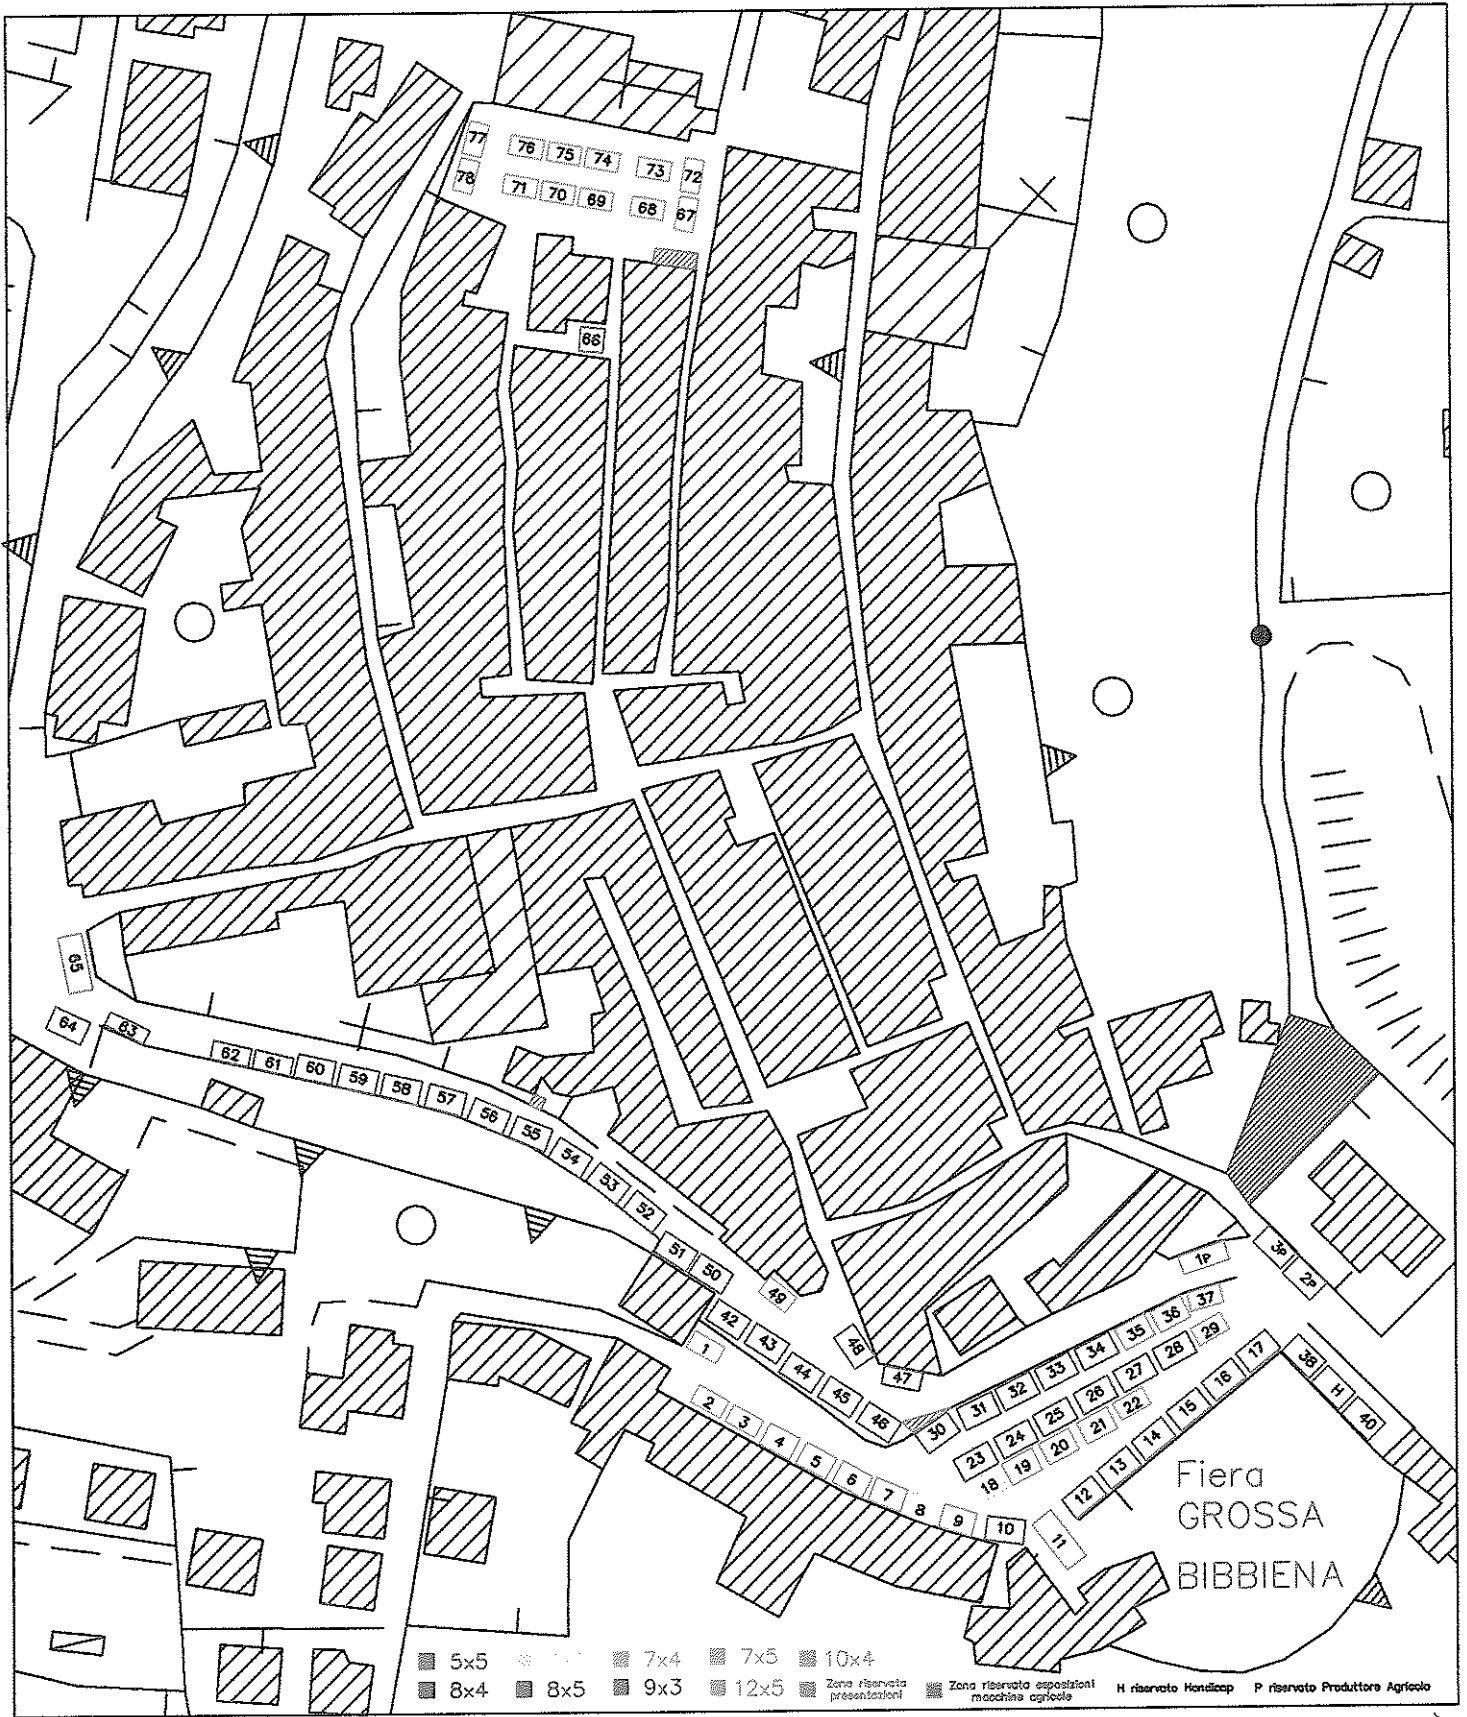 77 76 75 74 73 72
78 71 70 69 68 67
66
65
64 63
62 61 60 59 58 57 56 55 54 53 52
51 50 49
1P 3P 2P
42 43 44 45 46 48 47
1
2 3 4 5 6 7 8 9 10 11
30 31 32 33 34 35 36 37
23 24 25 26 27 28 29
18 19 20 21 22
12 13 14 15 16 17
38 H 40
Fiera
GROSSA
BIBBIENA
5x5 7x4 7x5 10x4
8x4 8x5 9x3 12x5 Zona riservata presentazioni Zona riservata esposizioni macchine agricole H riservato Handicap P riservato Produttore Agricolo